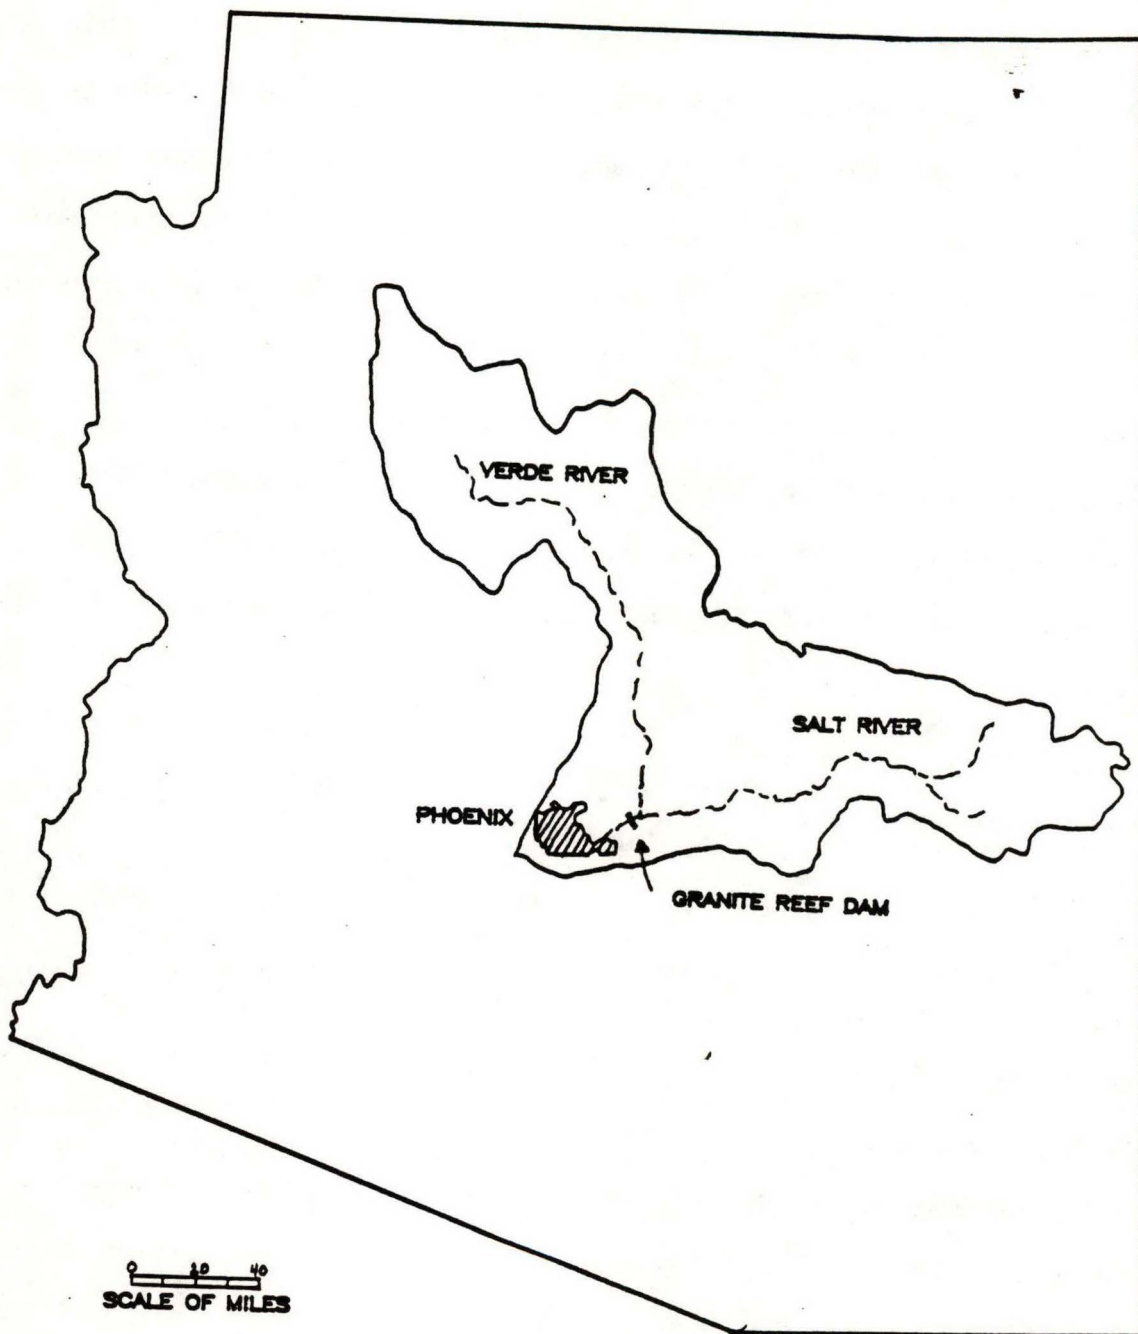 VERDE RIVER
SALT RIVER
PHOENIX
GRANITE REEF DAM
0 20 40
SCALE OF MILES